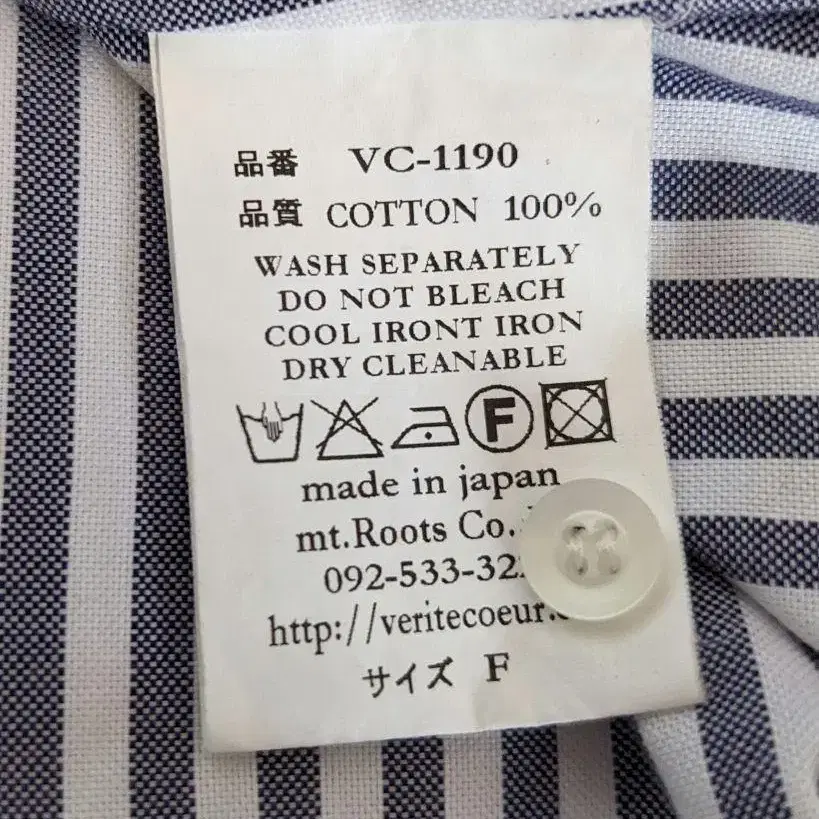 品番 VC-1190
品質 COTTON 100%
WASH SEPARATELY
DO NOT BLEACH
COOL IRONT IRON
DRY CLEANABLE
F
made in japan
mt.Roots Co.
092-533-32
http://veritecoeur.
サイズ F